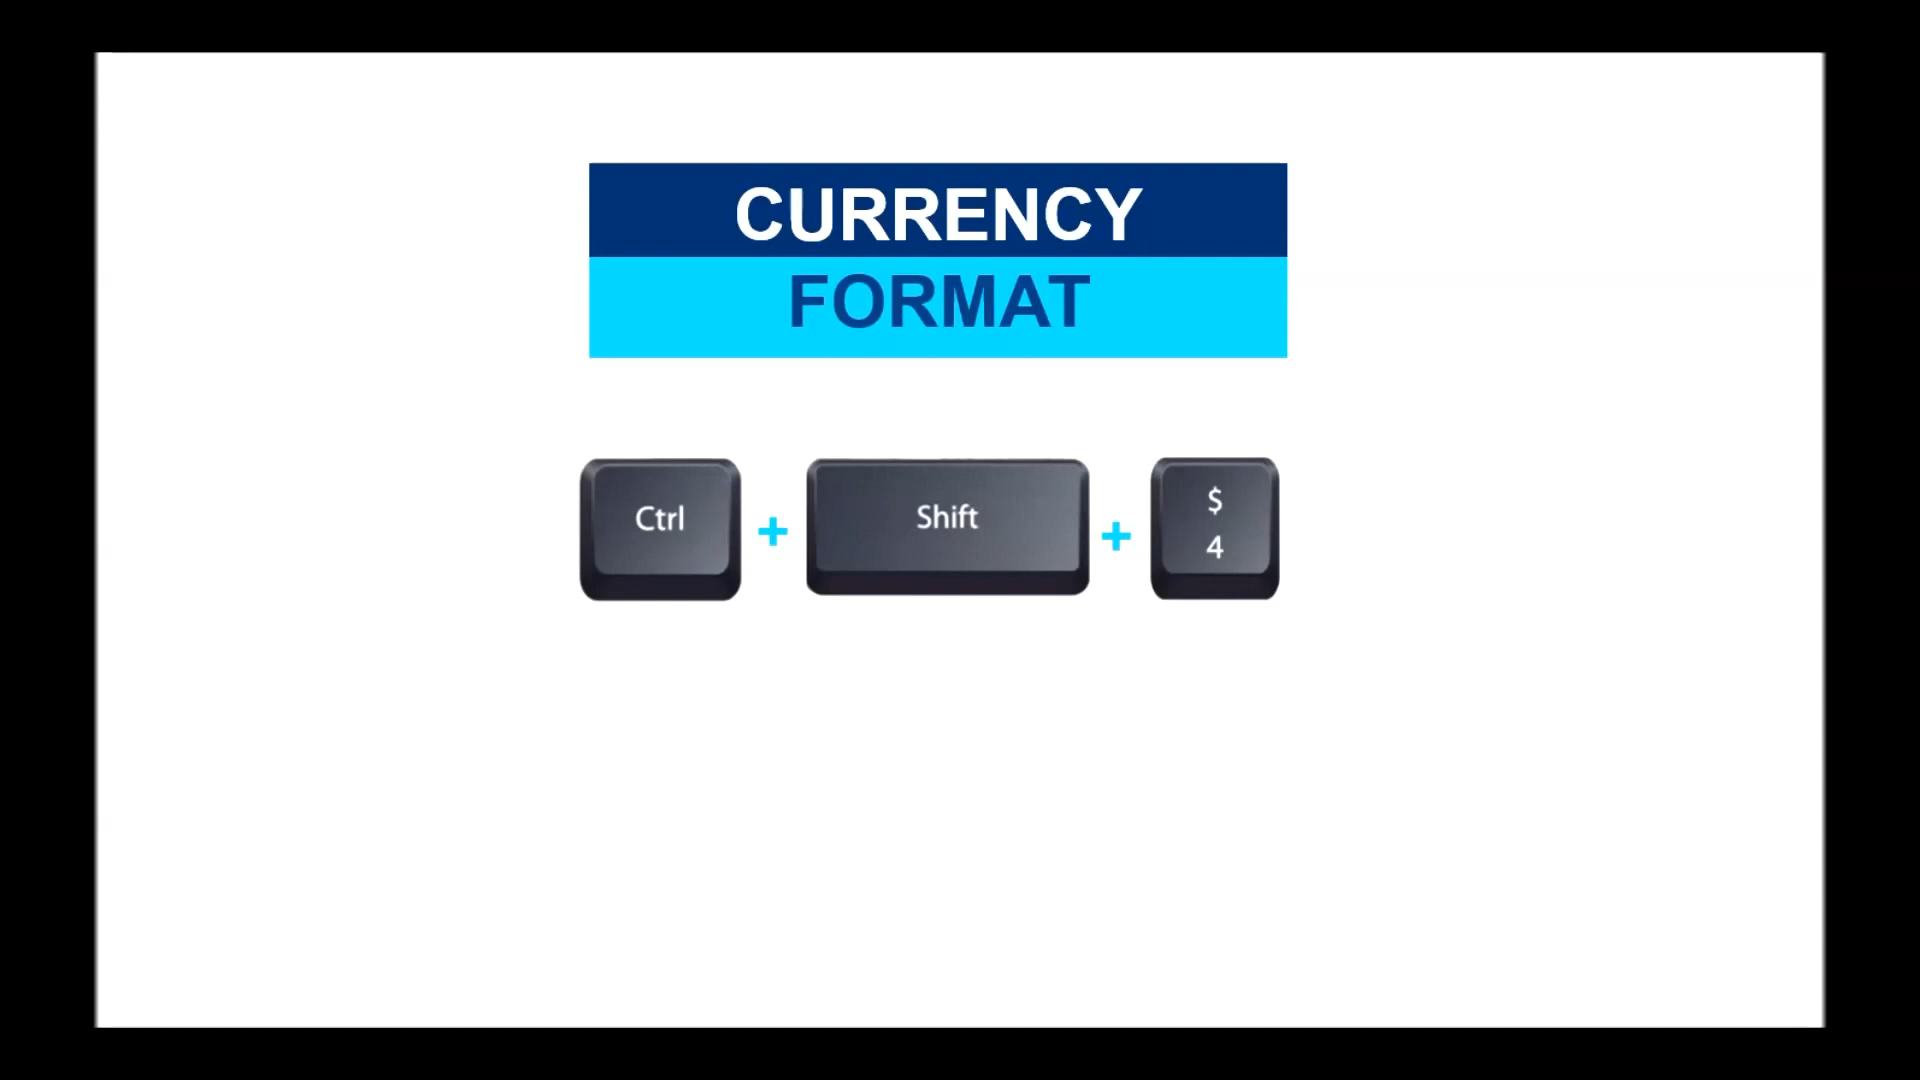 CURRENCY
FORMAT
Ctrl + Shift + $
4